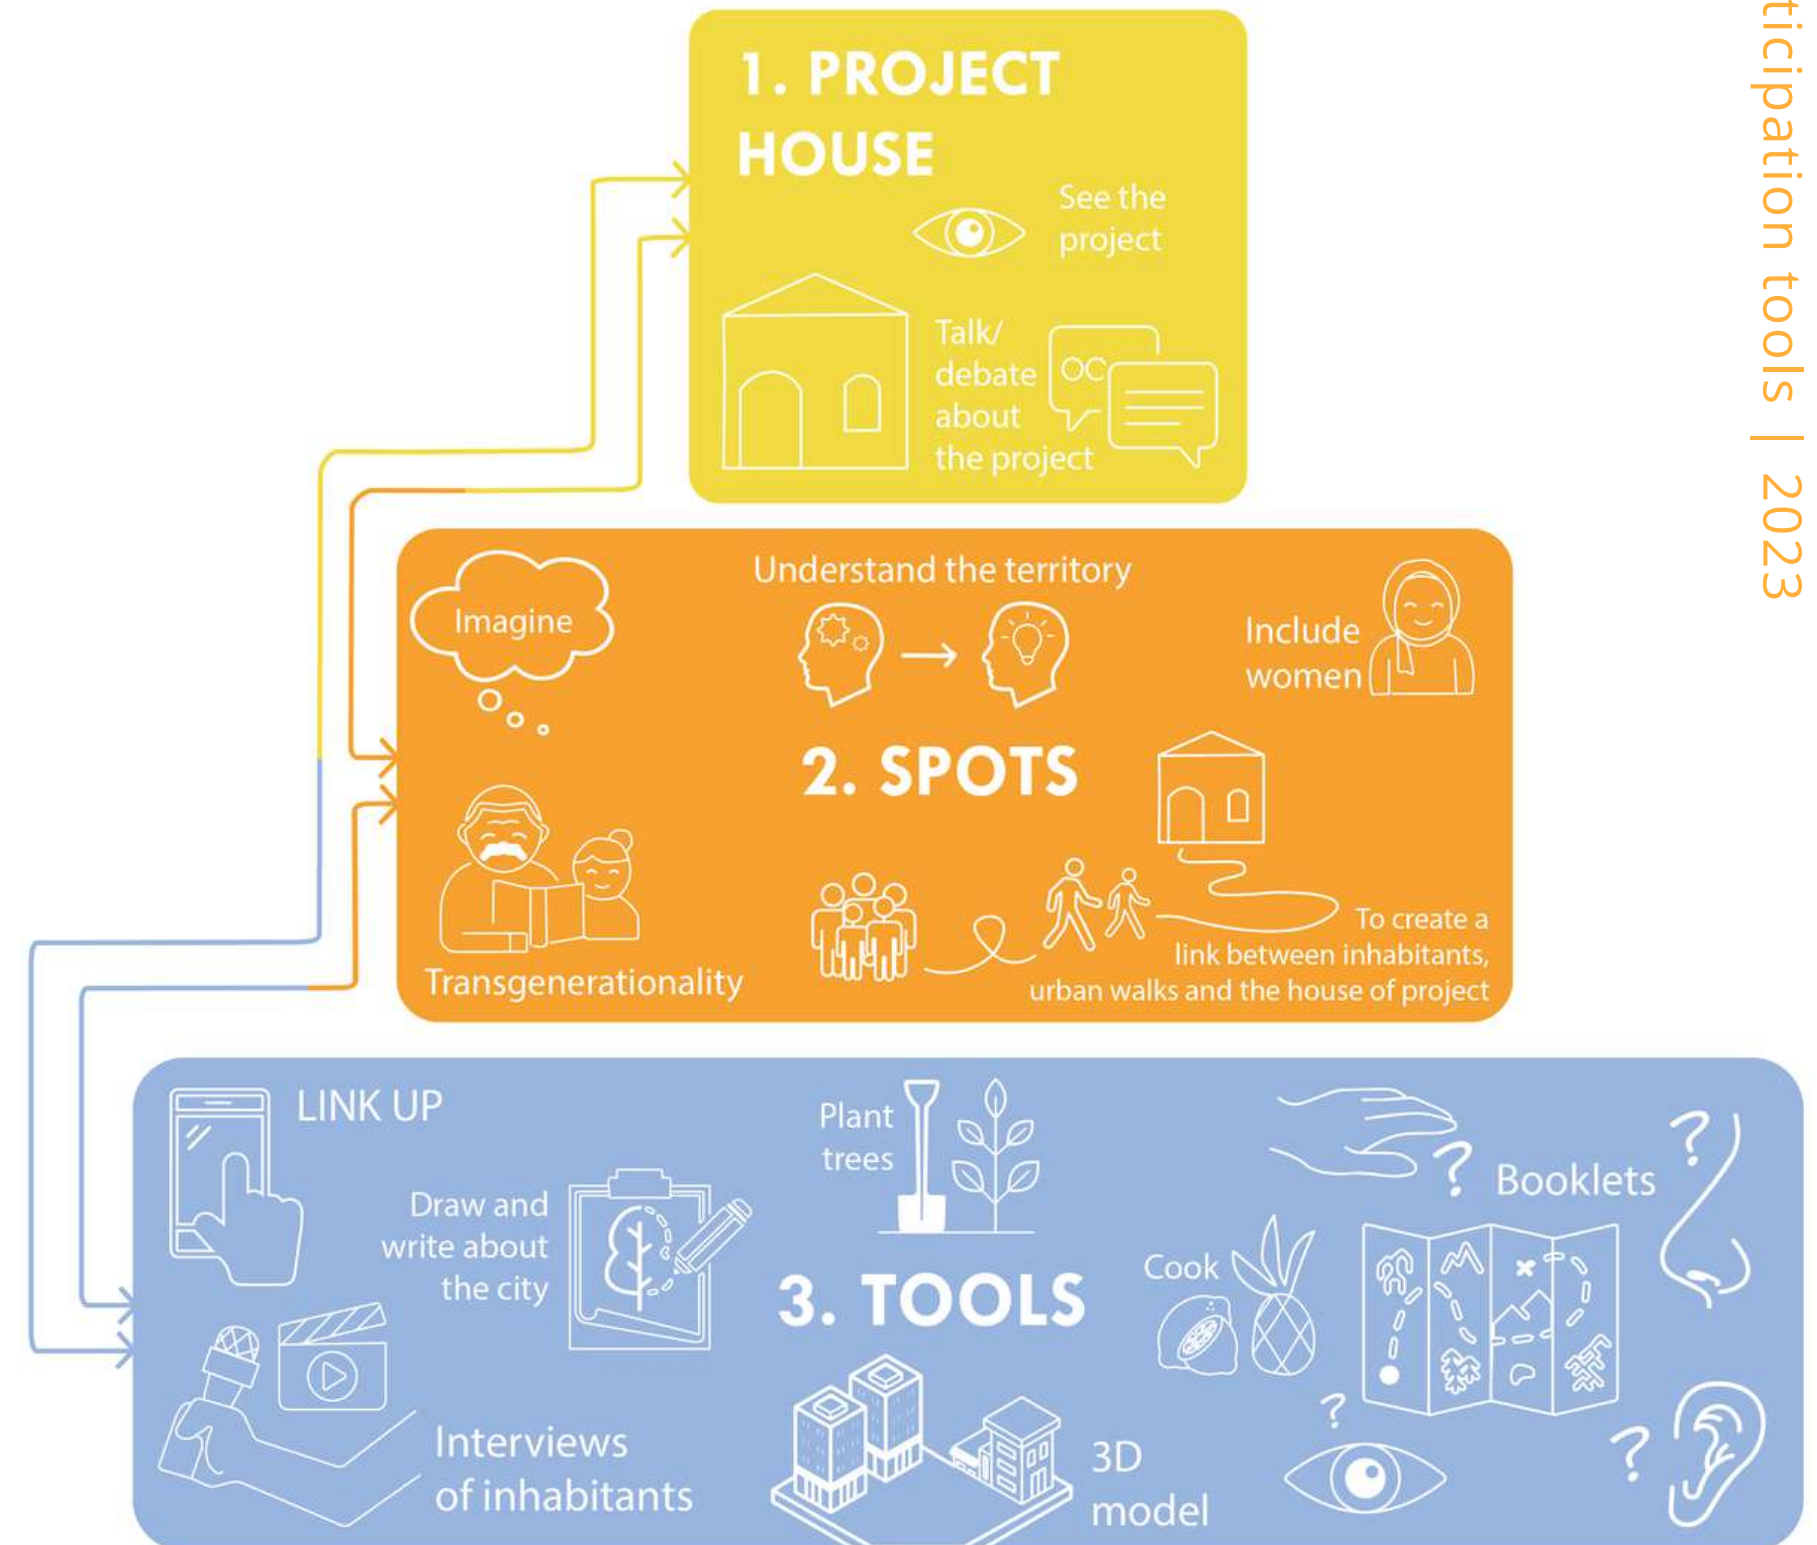 1. PROJECT
HOUSE
See the
project
Talk/
debate
about
the project
OC
Imagine
Understand the territory
Include
women
2. SPOTS
Transgenerationality
To create a
link between inhabitants,
urban walks and the house of project
LINK UP
Plant
trees
? Booklets ?
Draw and
write about
the city
Cook
3. TOOLS
?
?
Interviews
of inhabitants
3D
model
tools | 2023